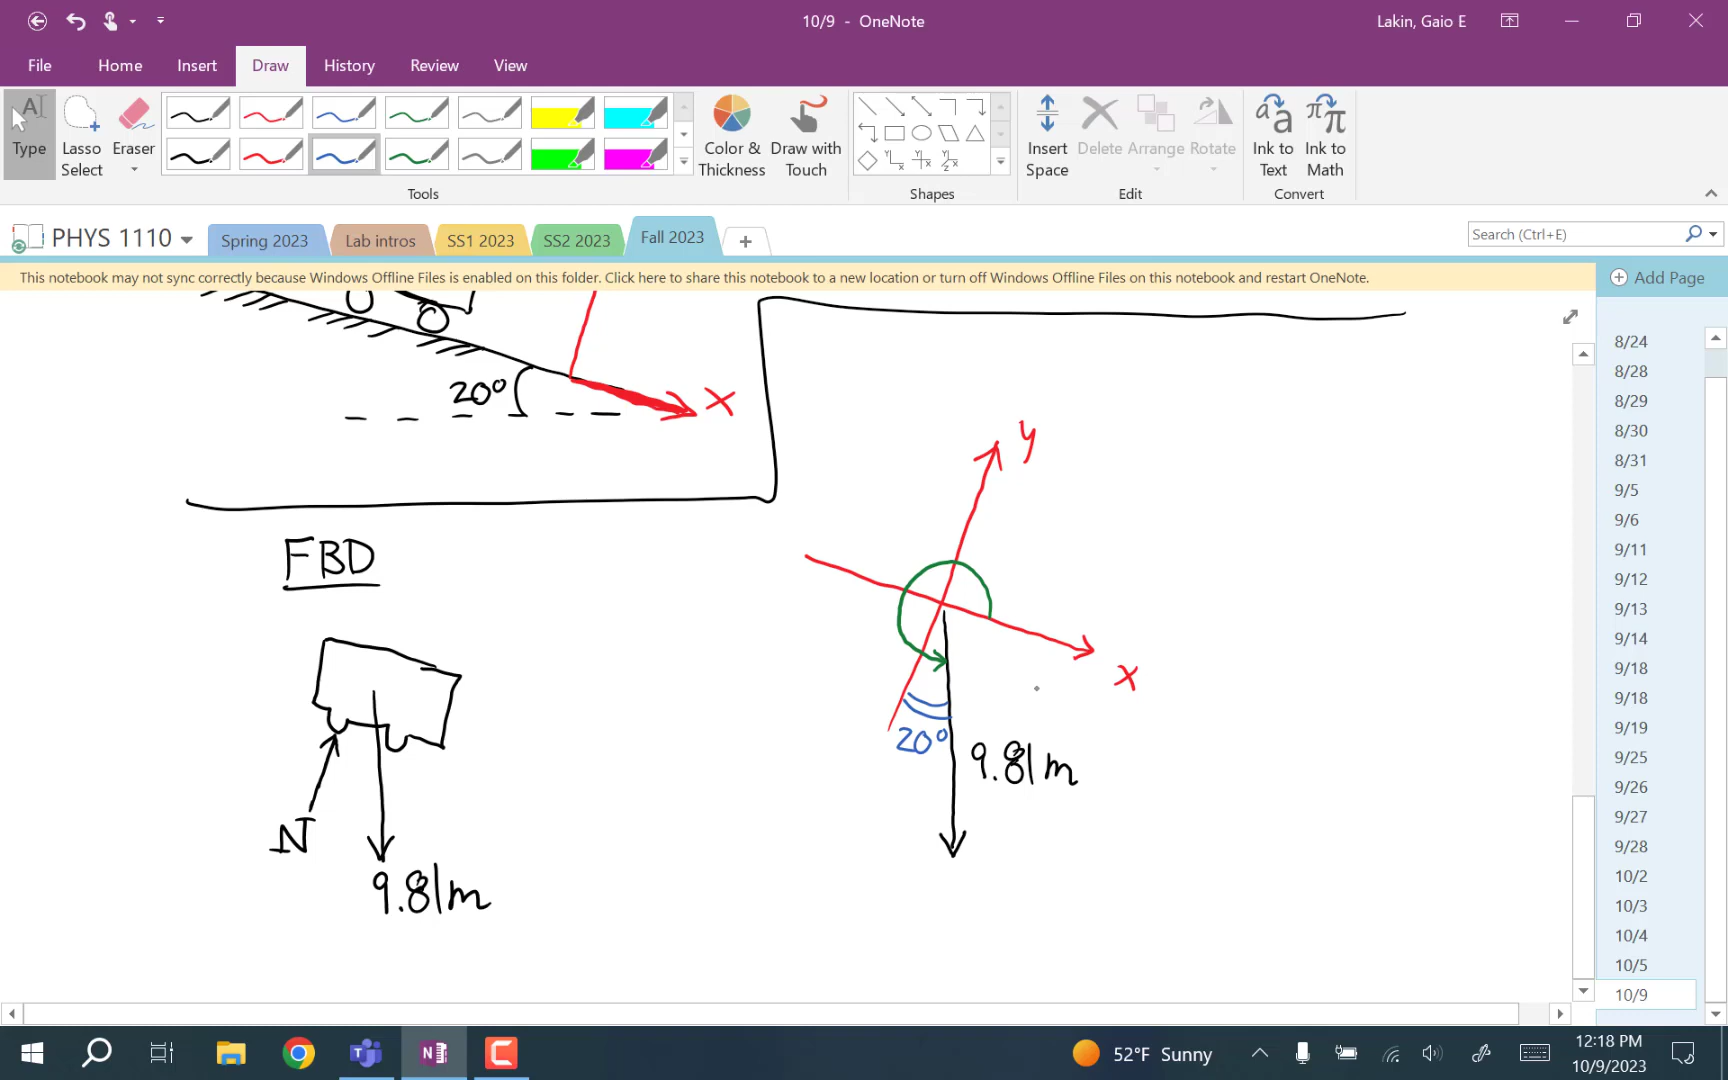 10/9 - OneNote
Lakin, Gaio E
File Home Insert Draw History Review View
Type
Lasso Select
Eraser
Color & Thickness
Draw with Touch
Insert Space
Delete
Arrange
Rotate
Ink to Text
Ink to Math
Tools
Shapes
Edit
Convert
PHYS 1110
Spring 2023
Lab intros
SS1 2023
SS2 2023
Fall 2023
Search (Ctrl+E)
This notebook may not sync correctly because Windows Offline Files is enabled on this folder. Click here to share this notebook to a new location or turn off Windows Offline Files on this notebook and restart OneNote.
Add Page
20°
x
y
FBD
x
20°
9.81m
N
9.81m
8/24
8/28
8/29
8/30
8/31
9/5
9/6
9/11
9/12
9/13
9/14
9/18
9/18
9/19
9/25
9/26
9/27
9/28
10/2
10/3
10/4
10/5
10/9
52°F Sunny
12:18 PM
10/9/2023